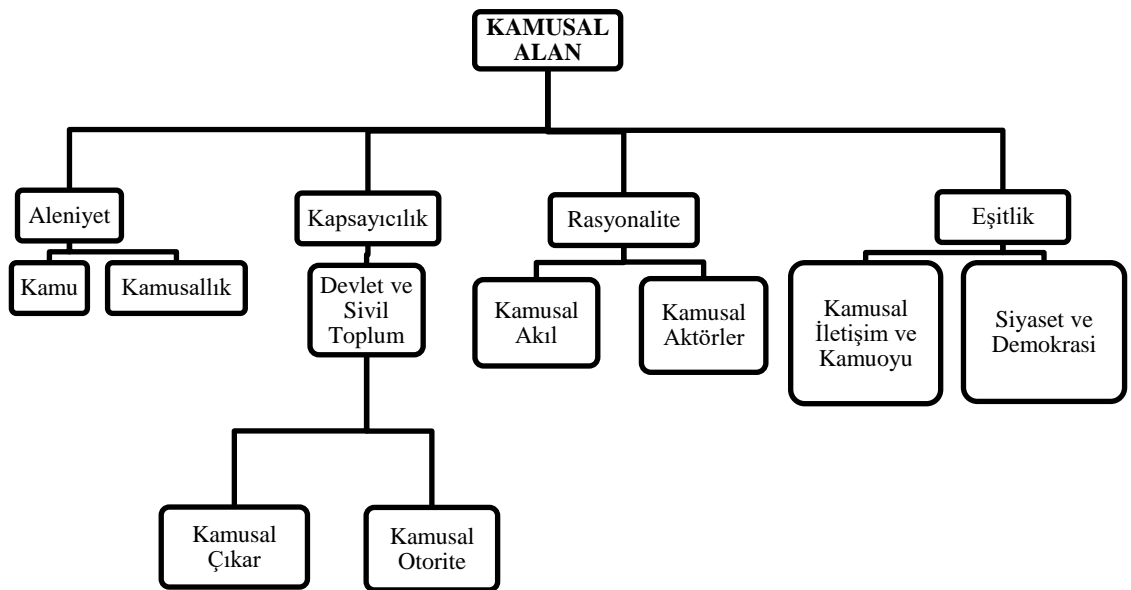 KAMUSAL
ALAN
Aleniyet
Kapsayıcılık
Rasyonalite
Eşitlik
Kamu
Kamusallık
Devlet ve
Sivil
Toplum
Kamusal
Akıl
Kamusal
Aktörler
Kamusal
İletişim ve
Kamuoyu
Siyaset ve
Demokrasi
Kamusal
Çıkar
Kamusal
Otorite